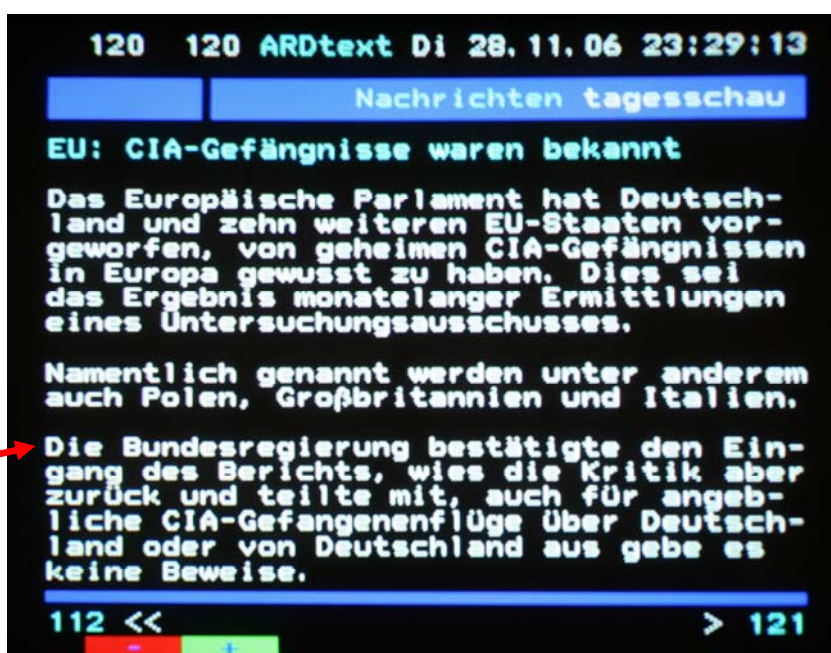 120 120 ARDtext Di 28.11.06 23:29:13
Nachrichten tagesschau
EU: CIA-Gefängnisse waren bekannt
Das Europäische Parlament hat Deutsch-
land und zehn weiteren EU-Staaten vor-
geworfen, von geheimen CIA-Gefängnissen
in Europa gewusst zu haben. Dies sei
das Ergebnis monatelanger Ermittlungen
eines Untersuchungsausschusses.
Namentlich genannt werden unter anderem
auch Polen, Großbritannien und Italien.
Die Bundesregierung bestätigte den Ein-
gang des Berichts, wies die Kritik aber
zurück und teilte mit, auch für angeb-
liche CIA-Gefangenenflüge über Deutsch-
land oder von Deutschland aus gebe es
keine Beweise.
112 << > 121
- +